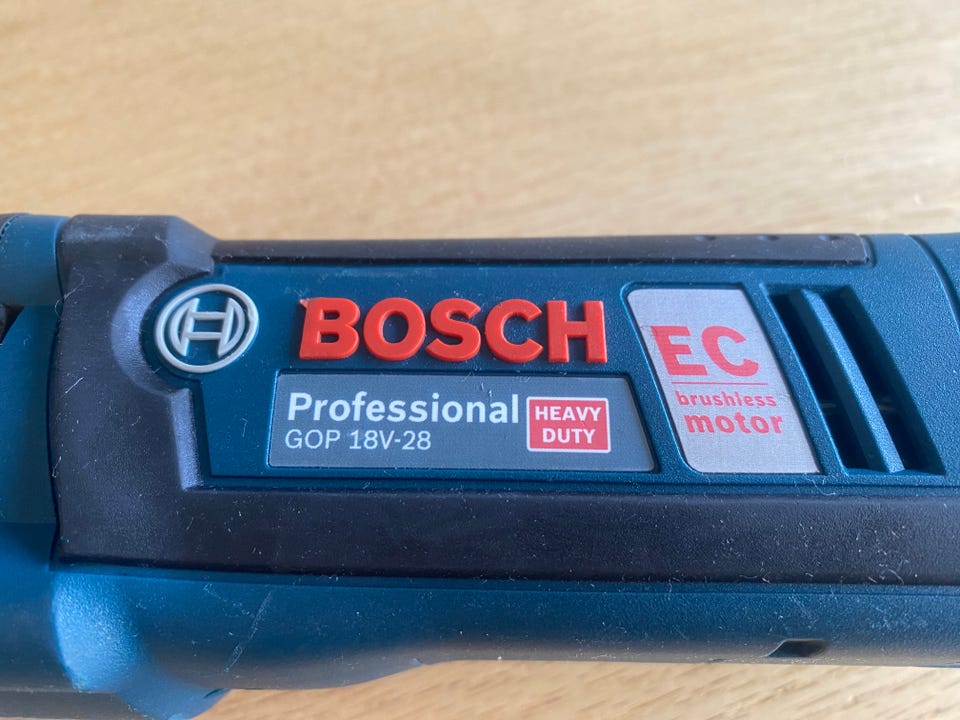 BOSCH
Professional
GOP 18V-28
HEAVY
DUTY
EC
brushless
motor